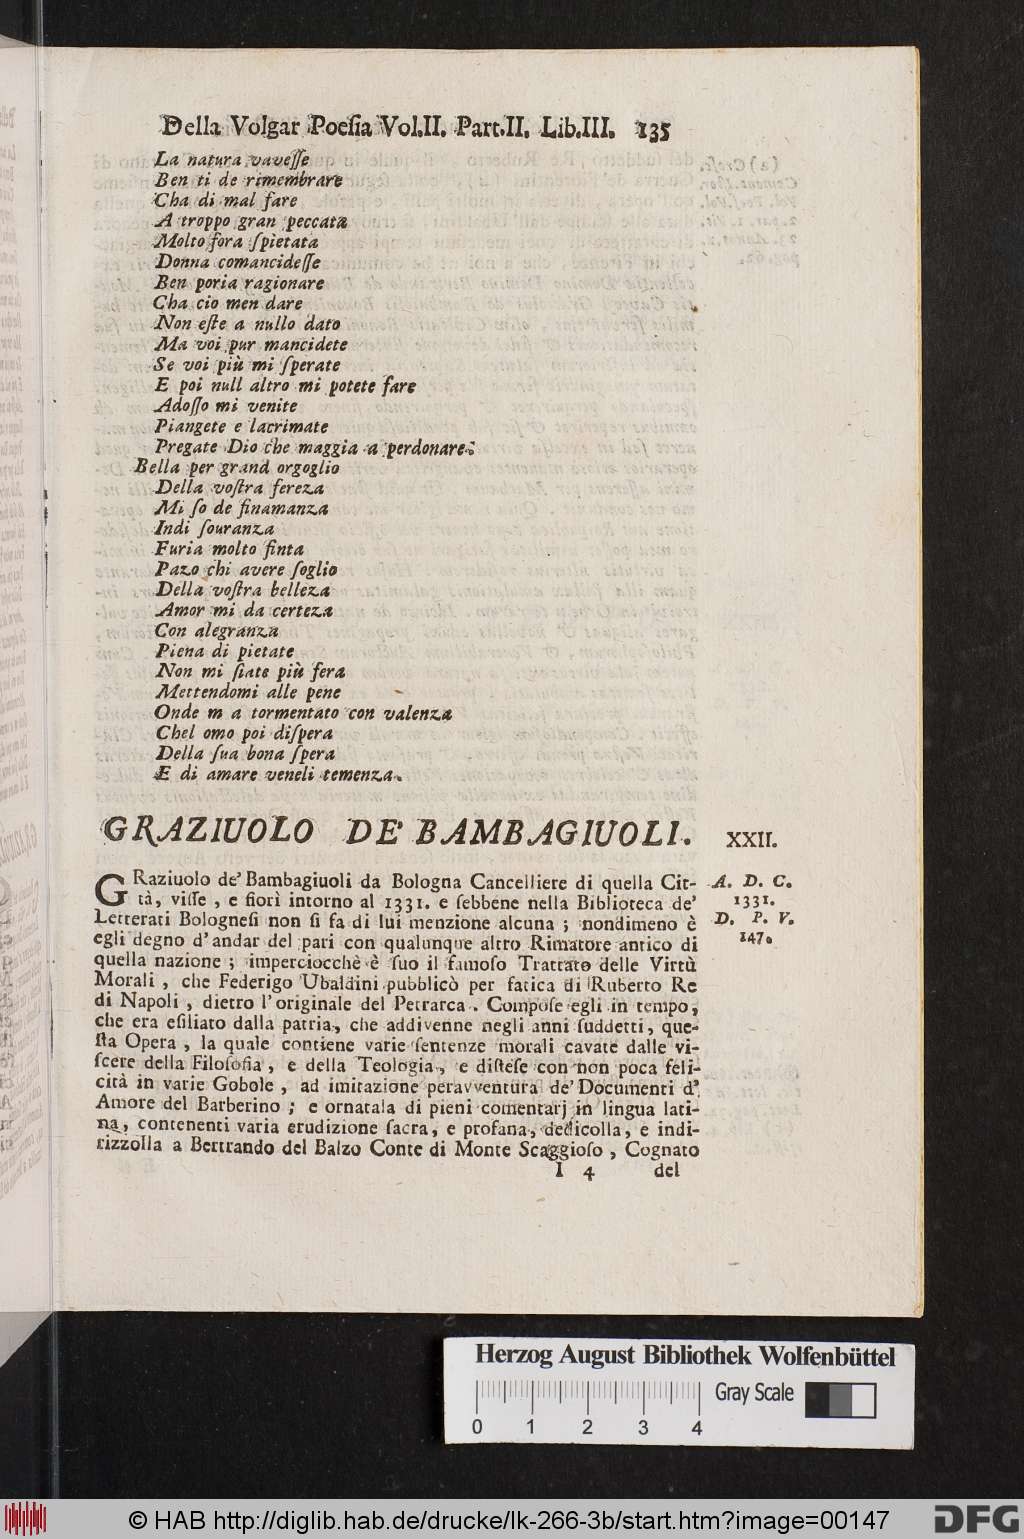 Della Volgar Poeſia Vol.II. Part.II. Lib.III. 135
La natura vaveſſe
Ben ti de rimembrare
Cha di mal fare
A troppo gran peccata
Molto fora ſpietata
Donna comancideſſe
Ben poria ragionare
Cha cio men dare
Non eſte a nullo dato
Ma voi pur mancidete
Se voi più mi ſperate
E poi null altro mi potete fare
Adoſſo mi venite
Piangete e lacrimate
Pregate Dio che maggia a perdonare:
Bella per grand orgoglio
Della voſtra fereza
Mi ſo de finamanza
Indi ſouranza
Furia molto finta
Pazo chi avere ſoglio
Della voſtra belleza
Amor mi da certeza
Con alegranza
Piena di pietate
Non mi ſiate più fera
Mettendomi alle pene
Onde m a tormentato con valenza
Chel omo poi diſpera
Della ſua bona ſpera
E di amare veneli temenza.
GRAZIUOLO DE' BAMBAGIUOLI. XXII.
GRaziuolo de' Bambagiuoli da Bologna Cancelliere di quella Cit- A. D. C.
tà, viſſe, e fiorì intorno al 1331. e ſebbene nella Biblioteca de' 1331.
Letterati Bologneſi non ſi fa di lui menzione alcuna; nondimeno è D. P. V.
egli degno d'andar del pari con qualunque altro Rimatore antico di 147.
quella nazione; imperciocchè è ſuo il famoſo Trattato delle Virtù
Morali, che Federigo Ubaldini pubblicò per fatica di Ruberto Re
di Napoli, dietro l'originale del Petrarca. Compoſe egli in tempo,
che era eſiliato dalla patria, che addivenne negli anni ſuddetti, que-
ſta Opera, la quale contiene varie ſentenze morali cavate dalle vi-
ſcere della Filoſofia, e della Teologia, e diſteſe con non poca feli-
cità in varie Gobole, ad imitazione peravventura de' Documenti d'
Amore del Barberino; e ornatala di pieni comentarj in lingua lati-
na, contenenti varia erudizione ſacra, e profana, dedicolla, e indi-
rizzolla a Bertrando del Balzo Conte di Monte Scaggioſo, Cognato
I 4 del
Herzog August Bibliothek Wolfenbüttel
Gray Scale
0 1 2 3 4
© HAB http://diglib.hab.de/drucke/lk-266-3b/start.htm?image=00147
DFG